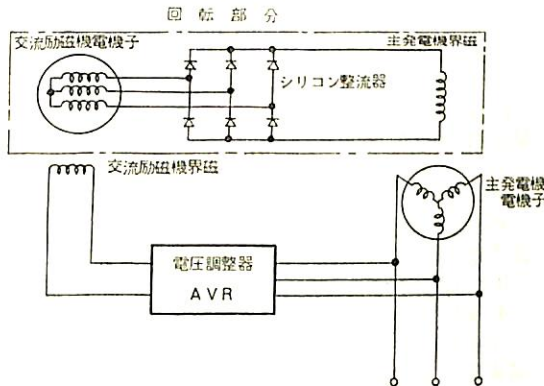 回転部分
交流励磁機電機子
主発電機界磁
シリコン整流器
交流励磁機界磁
主発電機
電機子
電圧調整器
AVR